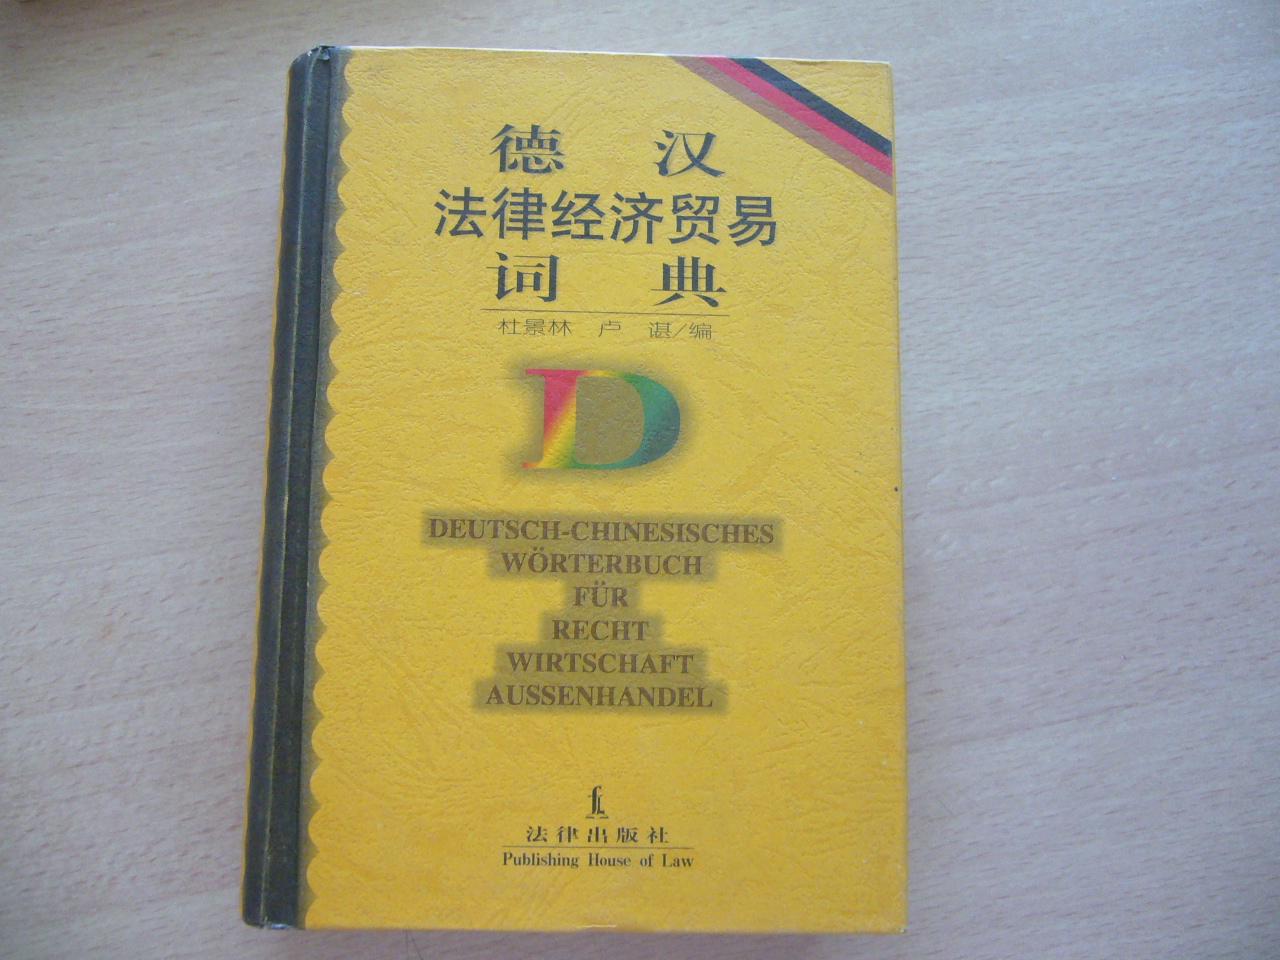 德 汉
法律经济贸易
词 典
杜景林 卢 谌/编
D
DEUTSCH-CHINESISCHES
WÖRTERBUCH
FÜR
RECHT
WIRTSCHAFT
AUSSENHANDEL
fL
法律出版社
Publishing House of Law